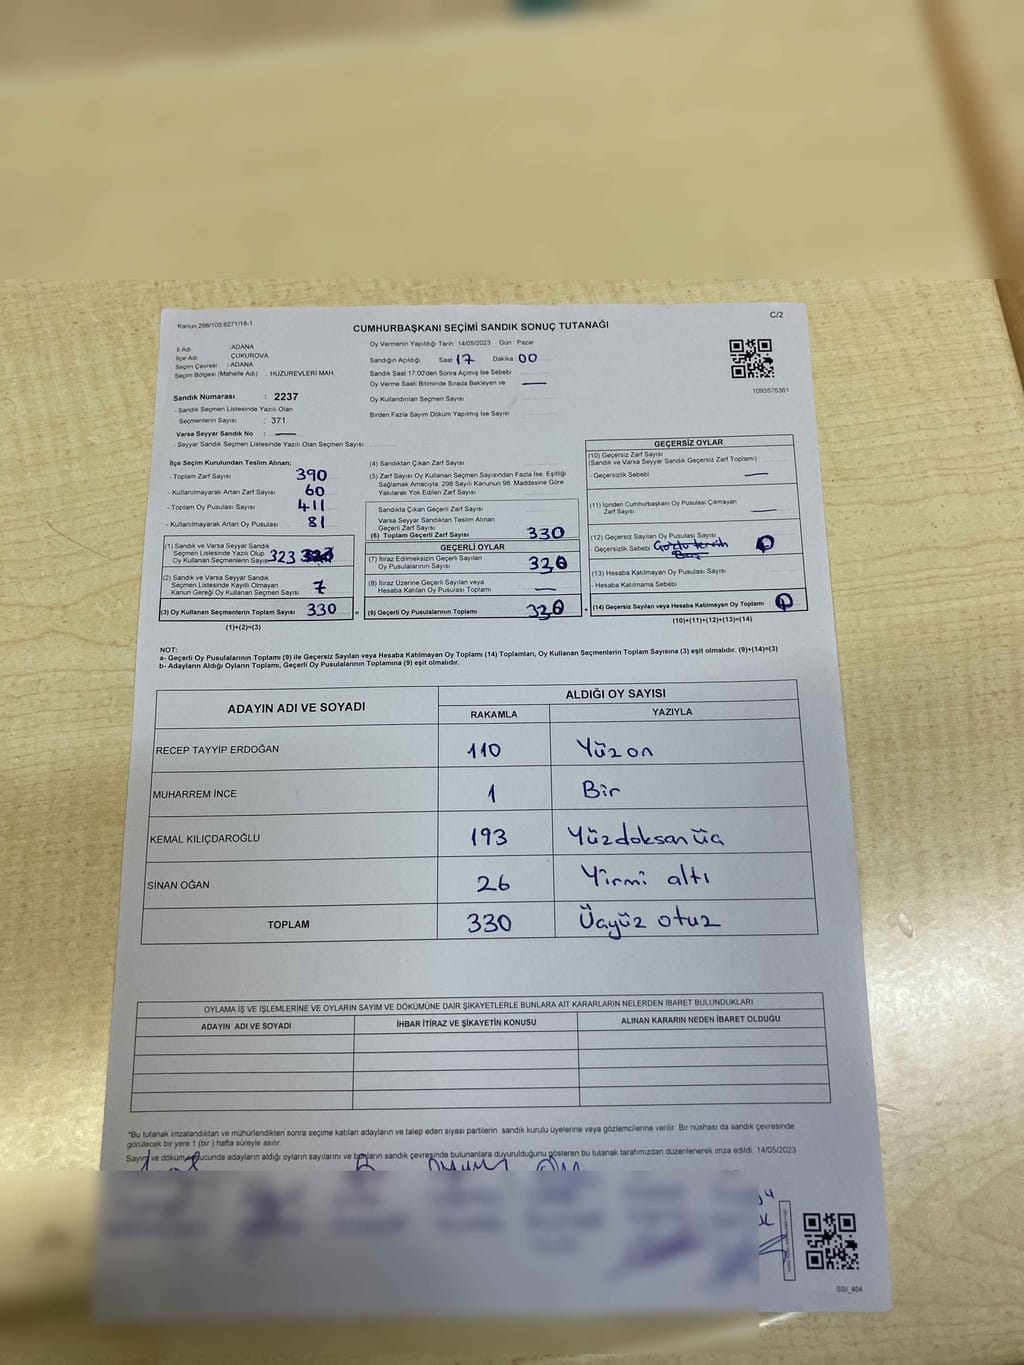 Kanun:298/105:6271/18-1
C/2
CUMHURBAŞKANI SEÇİMİ SANDIK SONUÇ TUTANAĞI
İl Adı ADANA
İlçe Adı ÇUKUROVA
Seçim Çevresi : ADANA
Seçim Bölgesi (Mahalle Adı) : HUZUREVLERİ MAH.
Sandık Numarası : 2237
- Sandık Seçmen Listesinde Yazılı Olan
Seçmenlerin Sayısı : 371
Varsa Seyyar Sandık No : —
- Seyyar Sandık Seçmen Listesinde Yazılı Olan Seçmen Sayısı
Oy Vermenin Yapıldığı Tarih :14/05/2023 Gün : Pazar
Sandığın Açıldığı Saat 17 Dakika : 00
Sandık Saat 17:00'den Sonra Açılmış İse Sebebi
Oy Verme Saati Bitiminde Sırada Bekleyen ve —
Oy Kullandırılan Seçmen Sayısı
Birden Fazla Sayım Döküm Yapılmış İse Sayısı
1093576361
İlçe Seçim Kurulundan Teslim Alınan;
- Toplam Zarf Sayısı 390
- Kullanılmayarak Artan Zarf Sayısı 60
- Toplam Oy Pusulası Sayısı 411
- Kullanılmayarak Artan Oy Pusulası 81
(1) Sandık ve Varsa Seyyar Sandık
Seçmen Listesinde Yazılı Olup
Oy Kullanan Seçmenlerin Sayısı 323
(2) Sandık ve Varsa Seyyar Sandık
Seçmen Listesinde Kayıtlı Olmayan
Kanun Gereği Oy Kullanan Seçmen Sayısı 7
(3) Oy Kullanan Seçmenlerin Toplam Sayısı 330
(1)+(2)=(3)
(4) Sandıktan Çıkan Zarf Sayısı
(5) Zarf Sayısı Oy Kullanan Seçmen Sayısından Fazla İse, Eşitliği
Sağlamak Amacıyla, 298 Sayılı Kanunun 98. Maddesine Göre
Yakılarak Yok Edilen Zarf Sayısı
Sandıkta Çıkan Geçerli Zarf Sayısı
Varsa Seyyar Sandıktan Teslim Alınan
Geçerli Zarf Sayısı
(6) Toplam Geçerli Zarf Sayısı 330
GEÇERLİ OYLAR
(7) İtiraz Edilmeksizin Geçerli Sayılan
Oy Pusulalarının Sayısı 330
(8) İtiraz Üzerine Geçerli Sayılan veya
Hesaba Katılan Oy Pusulası Toplamı —
= (9) Geçerli Oy Pusulalarının Toplamı 330
GEÇERSİZ OYLAR
(10) Geçersiz Zarf Sayısı
(Sandık ve Varsa Seyyar Sandık Geçersiz Zarf Toplamı)
- Geçersizlik Sebebi —
(11) İçinden Cumhurbaşkanı Oy Pusulası Çıkmayan
Zarf Sayısı —
(12) Geçersiz Sayılan Oy Pusulası Sayısı
- Geçersizlik Sebebi
(13) Hesaba Katılmayan Oy Pusulası Sayısı
- Hesaba Katılmama Sebebi
+ (14) Geçersiz Sayılan veya Hesaba Katılmayan Oy Toplamı
(10)+(11)+(12)+(13)=(14)
NOT:
a- Geçerli Oy Pusulalarının Toplamı (9) ile Geçersiz Sayılan veya Hesaba Katılmayan Oy Toplamı (14) Toplamları, Oy Kullanan Seçmenlerin Toplam Sayısına (3) eşit olmalıdır. (9)+(14)=(3)
b- Adayların Aldığı Oyların Toplamı, Geçerli Oy Pusulalarının Toplamına (9) eşit olmalıdır.
ADAYIN ADI VE SOYADI ALDIĞI OY SAYISI
RAKAMLA YAZIYLA
RECEP TAYYİP ERDOĞAN 110 Yüzon
MUHARREM İNCE 1 Bir
KEMAL KILIÇDAROĞLU 193 Yüzdoksanüç
SİNAN OĞAN 26 Yirmi altı
TOPLAM 330 Üçyüz otuz
OYLAMA İŞ VE İŞLEMLERİNE VE OYLARIN SAYIM VE DÖKÜMÜNE DAİR ŞİKAYETLERLE BUNLARA AİT KARARLARIN NELERDEN İBARET BULUNDUKLARI
ADAYIN ADI VE SOYADI İHBAR İTİRAZ VE ŞİKAYETİN KONUSU ALINAN KARARIN NEDEN İBARET OLDUĞU
*Bu tutanak imzalandıktan ve mühürlendikten sonra seçime katılan adayların ve talep eden siyasi partilerin sandık kurulu üyelerine veya gözlemcilerine verilir. Bir nüshası da sandık çevresinde
görülecek bir yere 1 (bir ) hafta süreyle asılır.
Sayım ve döküm sonucunda adayların aldığı oyların sayılarını ve bunların sandık çevresinde bulunanlara duyurulduğunu gösteren bu tutanak tarafımızdan düzenlenerek imza edildi. 14/05/2023
SSI_404